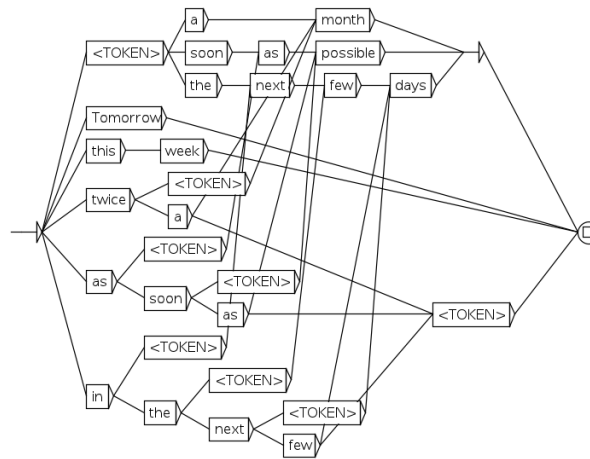 a month
<TOKEN> soon as possible
the next few days
Tomorrow
this week
twice <TOKEN>
a
as <TOKEN>
soon <TOKEN>
as <TOKEN>
in <TOKEN>
the <TOKEN>
next <TOKEN>
few